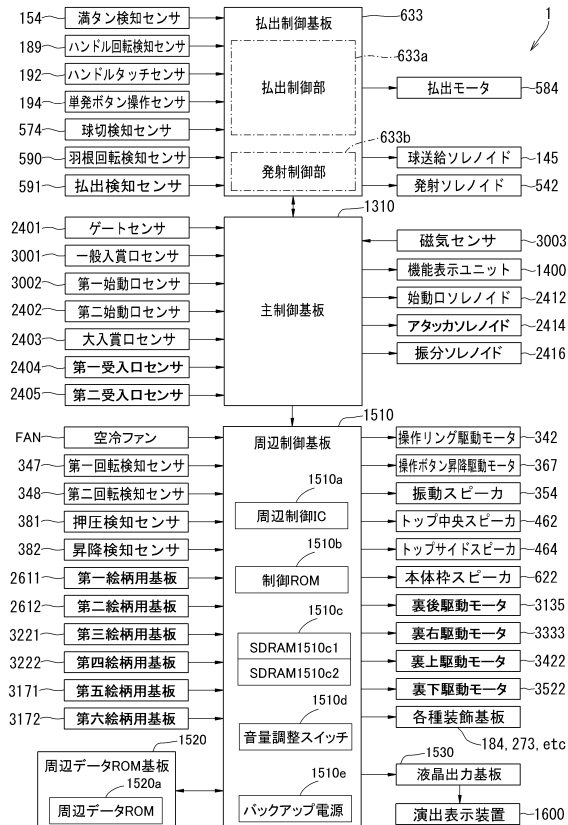 1
154 満タン検知センサ
189 ハンドル回転検知センサ
192 ハンドルタッチセンサ
194 単発ボタン操作センサ
574 球切検知センサ
590 羽根回転検知センサ
591 払出検知センサ
払出制御基板 633
633a
払出制御部
633b
発射制御部
払出モータ 584
球送給ソレノイド 145
発射ソレノイド 542
1310
2401 ゲートセンサ
3001 一般入賞口センサ
3002 第一始動口センサ
2402 第二始動口センサ
2403 大入賞口センサ
2404 第一受入口センサ
2405 第二受入口センサ
主制御基板
磁気センサ 3003
機能表示ユニット 1400
始動口ソレノイド 2412
アタッカソレノイド 2414
振分ソレノイド 2416
1510
FAN 空冷ファン
347 第一回転検知センサ
348 第二回転検知センサ
381 押圧検知センサ
382 昇降検知センサ
2611 第一絵柄用基板
2612 第二絵柄用基板
3221 第三絵柄用基板
3222 第四絵柄用基板
3171 第五絵柄用基板
3172 第六絵柄用基板
1520
周辺データROM基板
1520a
周辺データROM
周辺制御基板
1510a
周辺制御IC
1510b
制御ROM
1510c
SDRAM1510c1
SDRAM1510c2
1510d
音量調整スイッチ
1510e
バックアップ電源
操作リング駆動モータ 342
操作ボタン昇降駆動モータ 367
振動スピーカ 354
トップ中央スピーカ 462
トップサイドスピーカ 464
本体枠スピーカ 622
裏後駆動モータ 3135
裏右駆動モータ 3333
裏上駆動モータ 3422
裏下駆動モータ 3522
各種装飾基板
184, 273, etc
1530
液晶出力基板
演出表示装置 1600